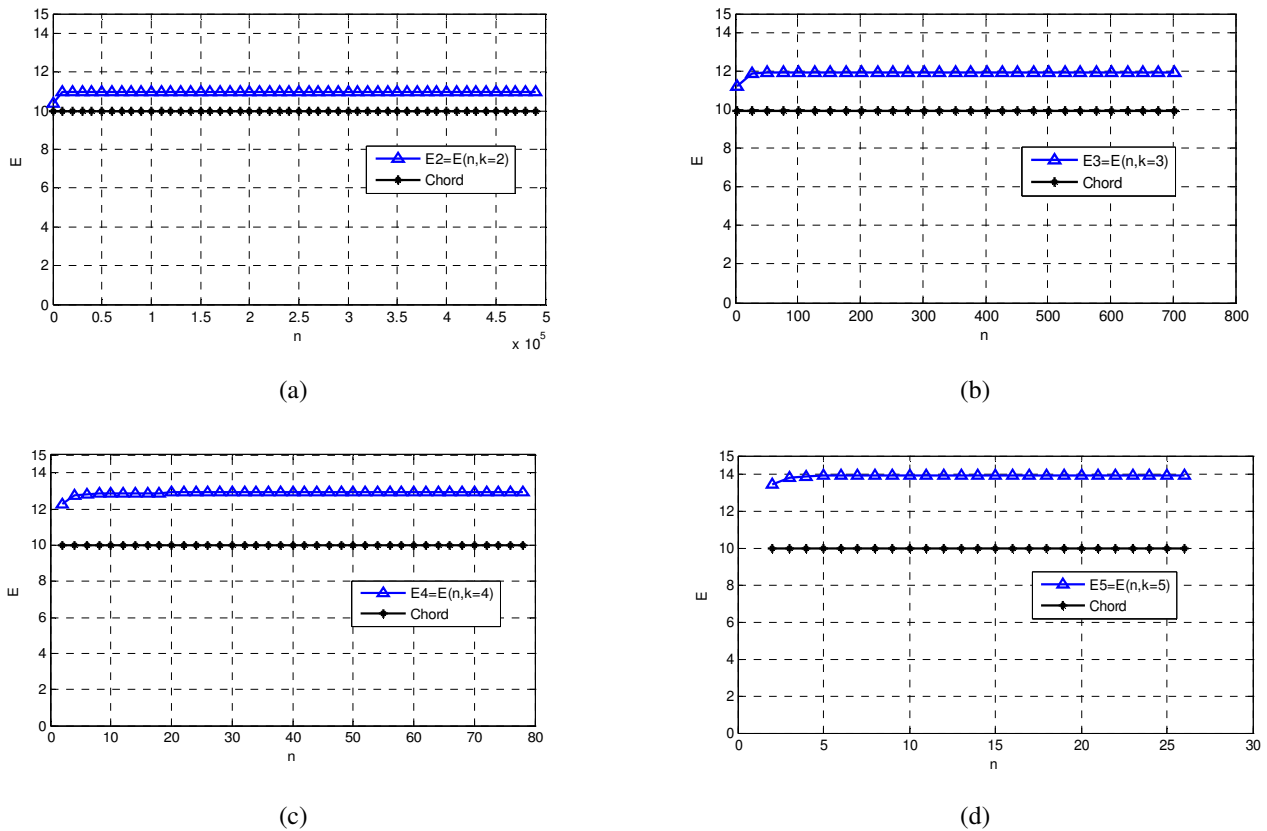 15
14
12
10
8
6
4
2
0
E
0 0.5 1 1.5 2 2.5 3 3.5 4 4.5 5
x 10^5
n
E2=E(n,k=2)
Chord
(a)
15
14
12
10
8
6
4
2
0
E
0 100 200 300 400 500 600 700 800
n
E3=E(n,k=3)
Chord
(b)
15
14
12
10
8
6
4
2
0
E
0 10 20 30 40 50 60 70 80
n
E4=E(n,k=4)
Chord
(c)
15
14
12
10
8
6
4
2
0
E
0 5 10 15 20 25 30
n
E5=E(n,k=5)
Chord
(d)